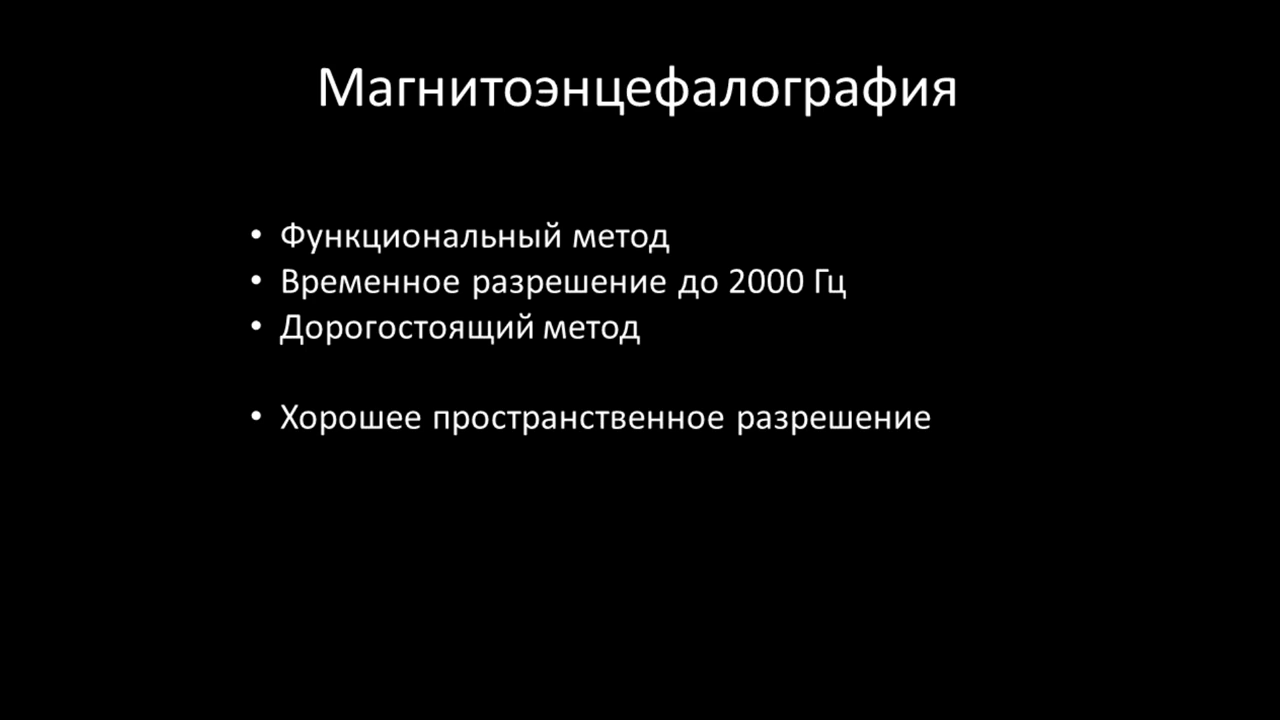 Магнитоэнцефалография
• Функциональный метод
• Временное разрешение до 2000 Гц
• Дорогостоящий метод
• Хорошее пространственное разрешение